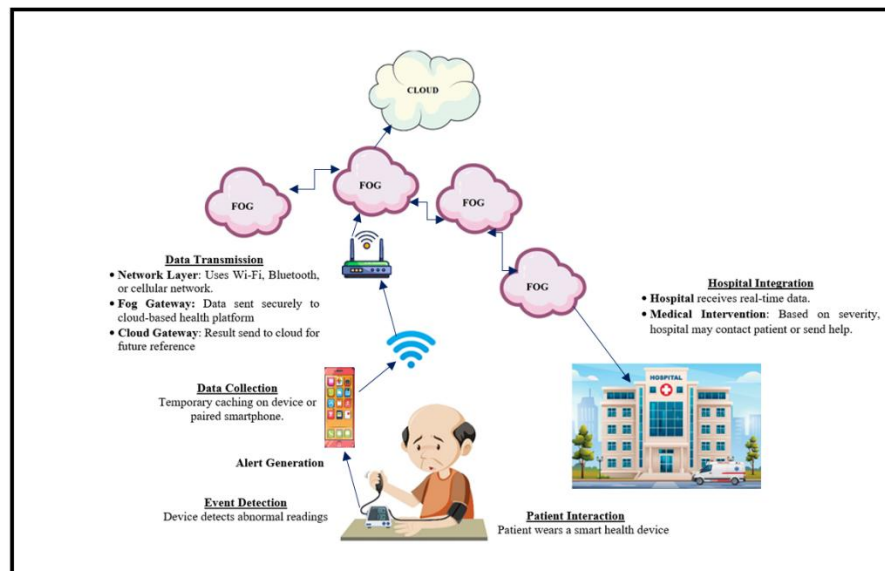 CLOUD
FOG
FOG
FOG
FOG
Data Transmission
• Network Layer: Uses Wi-Fi, Bluetooth,
or cellular network.
• Fog Gateway: Data sent securely to
cloud-based health platform
• Cloud Gateway: Result send to cloud for
future reference
Hospital Integration
• Hospital receives real-time data.
• Medical Intervention: Based on severity,
hospital may contact patient or send help.
Data Collection
Temporary caching on device or
paired smartphone.
HOSPITAL
Alert Generation
Event Detection
Device detects abnormal readings
Patient Interaction
Patient wears a smart health device